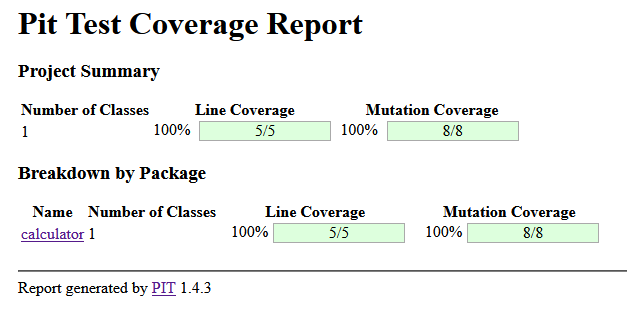 Pit Test Coverage Report
Project Summary
Number of Classes Line Coverage Mutation Coverage
1 100% 5/5 100% 8/8
Breakdown by Package
Name Number of Classes Line Coverage Mutation Coverage
calculator 1 100% 5/5 100% 8/8
Report generated by PIT 1.4.3